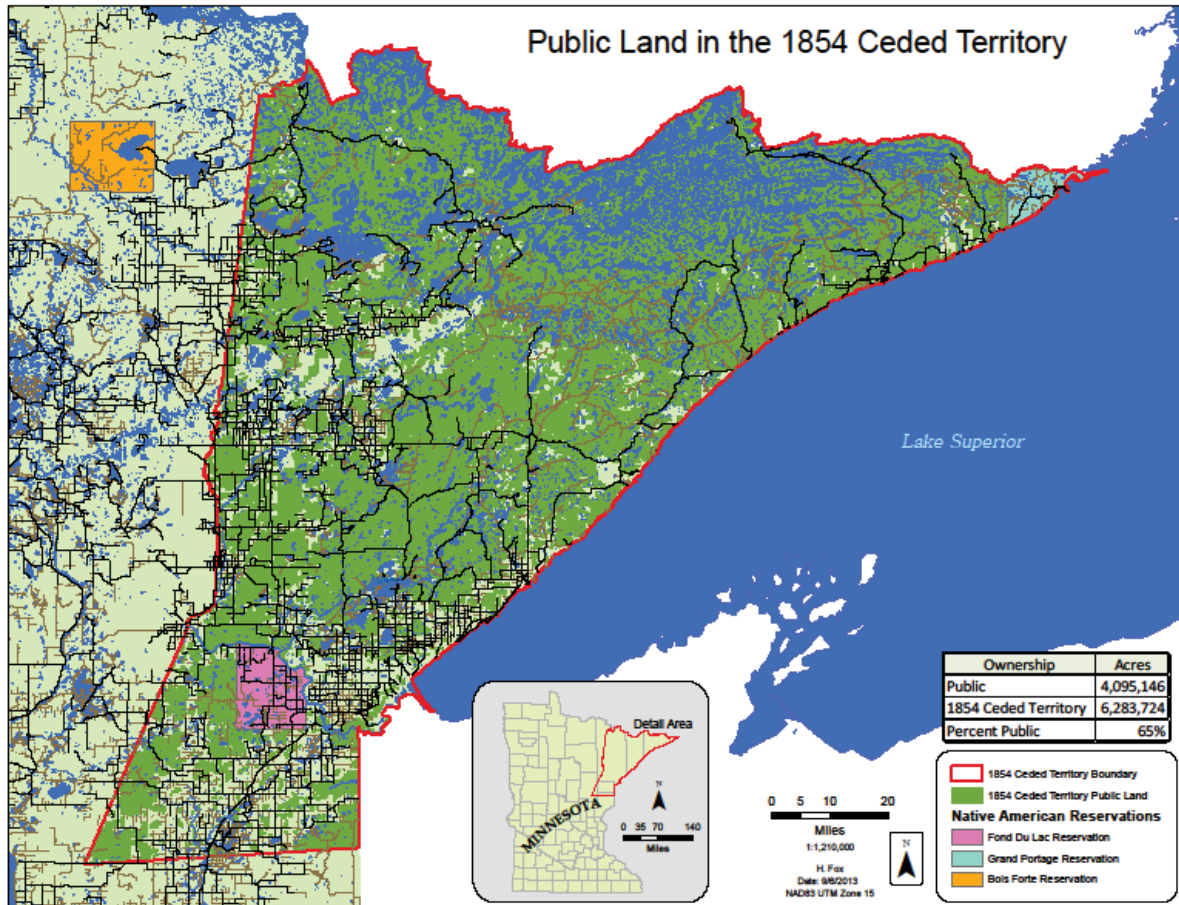 Public Land in the 1854 Ceded Territory
Lake Superior
Ownership Acres
Public 4,095,146
1854 Ceded Territory 6,283,724
Percent Public 65%
Detail Area
N
MINNESOTA
0 35 70 140
Miles
10 5 0 10 20
Miles
1:1,210,000
H. Fox
Date: 9/6/2013
NAD83 UTM Zone 15
N
1854 Ceded Territory Boundary
1854 Ceded Territory Public Land
Native American Reservations
Fond Du Lac Reservation
Grand Portage Reservation
Bois Forte Reservation